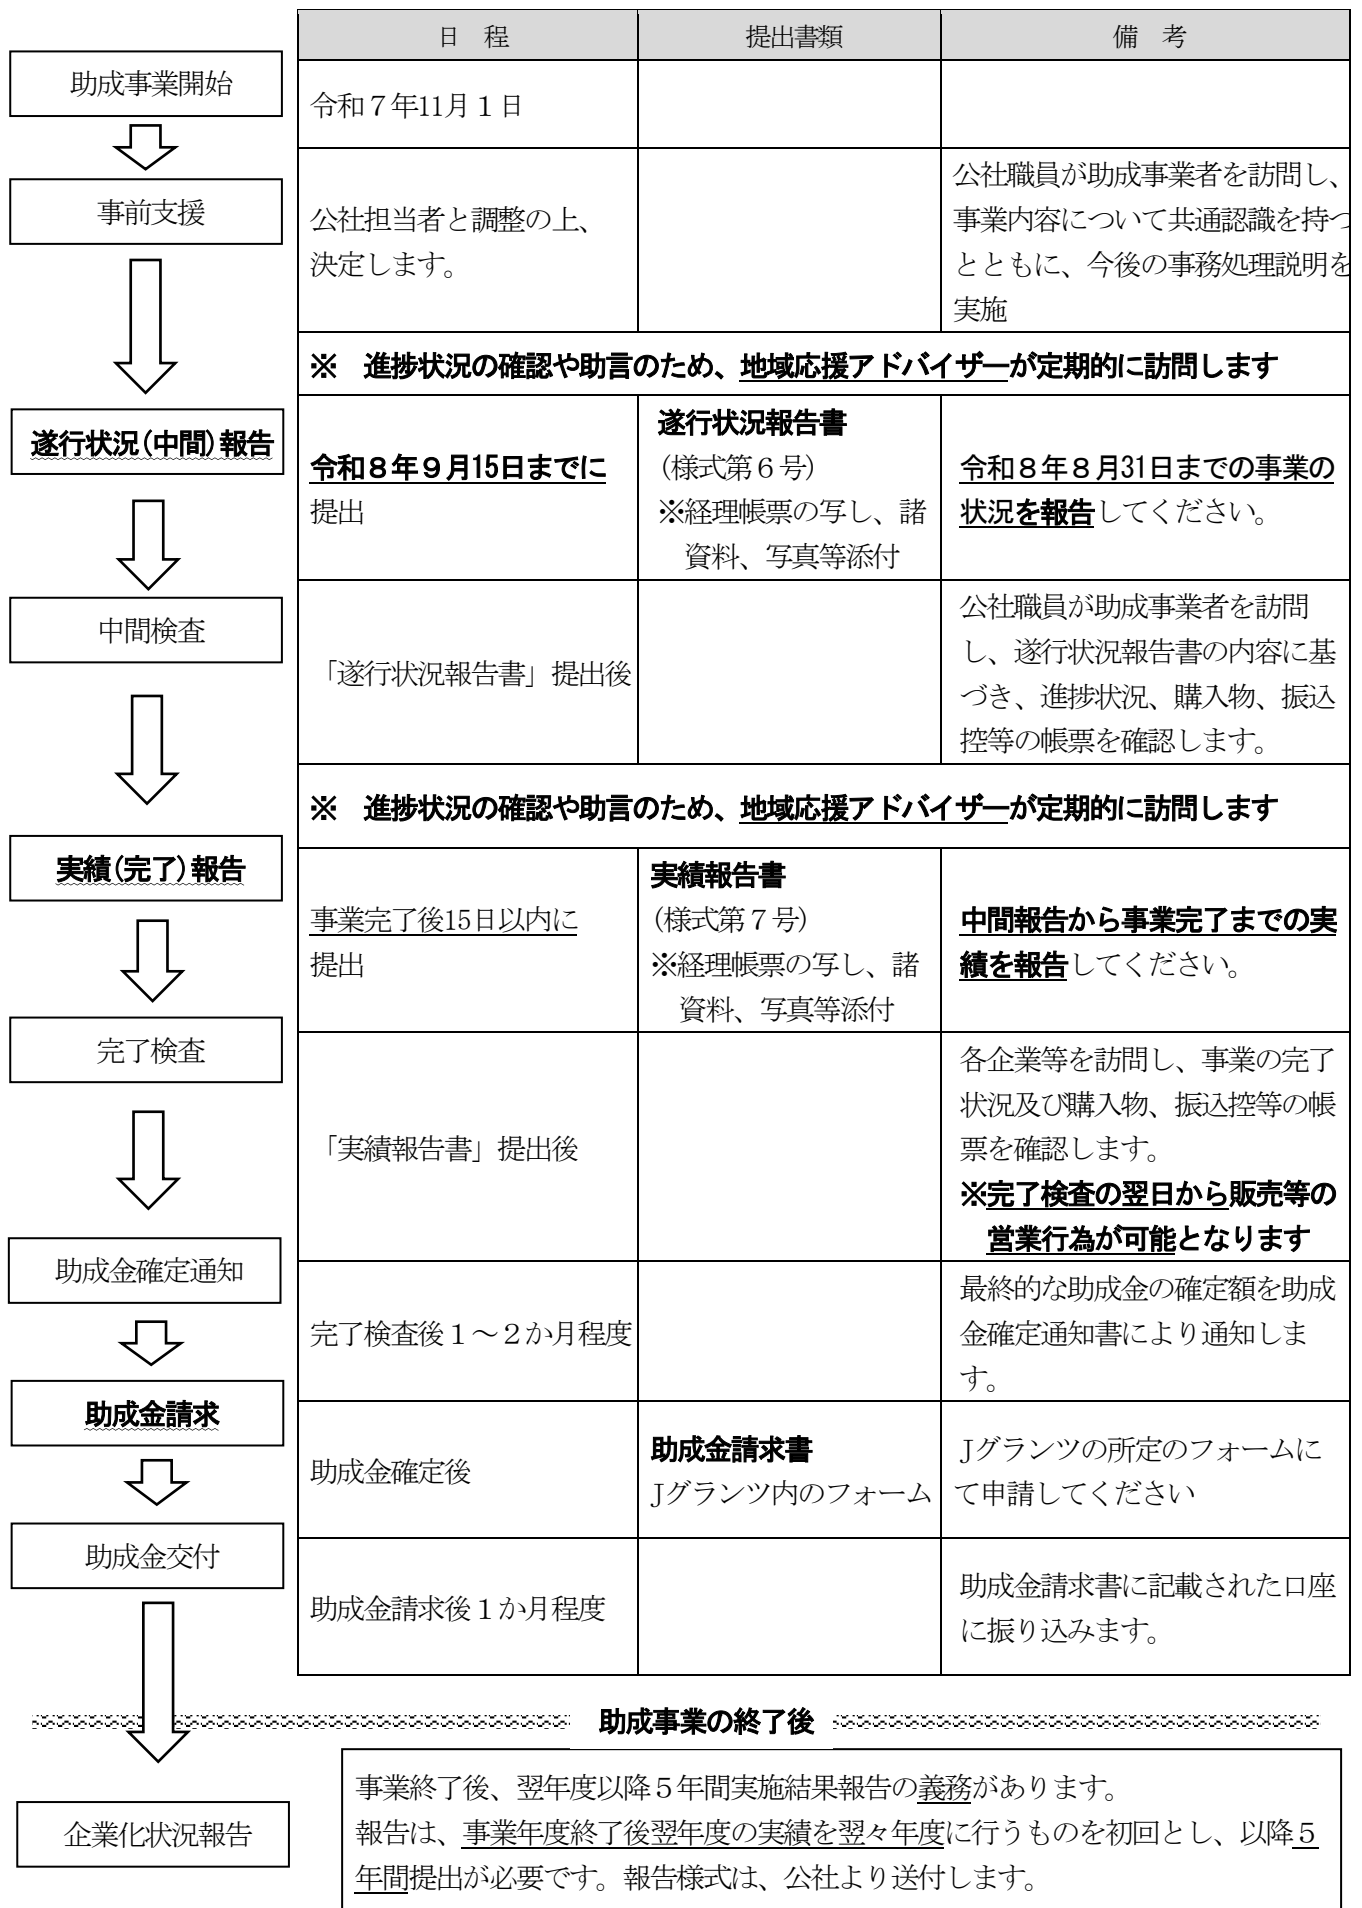 日　程
提出書類
備　考
助成事業開始
令和７年11月１日
事前支援
公社担当者と調整の上、
決定します。
公社職員が助成事業者を訪問し、
事業内容について共通認識を持つ
とともに、今後の事務処理説明を
実施
※　進捗状況の確認や助言のため、地域応援アドバイザーが定期的に訪問します
遂行状況(中間)報告
令和８年９月15日までに
提出
遂行状況報告書
(様式第６号)
※経理帳票の写し、諸
資料、写真等添付
令和８年８月31日までの事業の
状況を報告してください。
中間検査
「遂行状況報告書」提出後
公社職員が助成事業者を訪問
し、遂行状況報告書の内容に基
づき、進捗状況、購入物、振込
控等の帳票を確認します。
※　進捗状況の確認や助言のため、地域応援アドバイザーが定期的に訪問します
実績(完了)報告
事業完了後15日以内に
提出
実績報告書
(様式第７号)
※経理帳票の写し、諸
資料、写真等添付
中間報告から事業完了までの実
績を報告してください。
完了検査
「実績報告書」提出後
各企業等を訪問し、事業の完了
状況及び購入物、振込控等の帳
票を確認します。
※完了検査の翌日から販売等の
営業行為が可能となります
助成金確定通知
完了検査後１～２か月程度
最終的な助成金の確定額を助成
金確定通知書により通知しま
す。
助成金請求
助成金確定後
助成金請求書
Jグランツ内のフォーム
Jグランツの所定のフォームに
て申請してください
助成金交付
助成金請求後１か月程度
助成金請求書に記載された口座
に振り込みます。
助成事業の終了後
企業化状況報告
事業終了後、翌年度以降５年間実施結果報告の義務があります。
報告は、事業年度終了後翌年度の実績を翌々年度に行うものを初回とし、以降５
年間提出が必要です。報告様式は、公社より送付します。